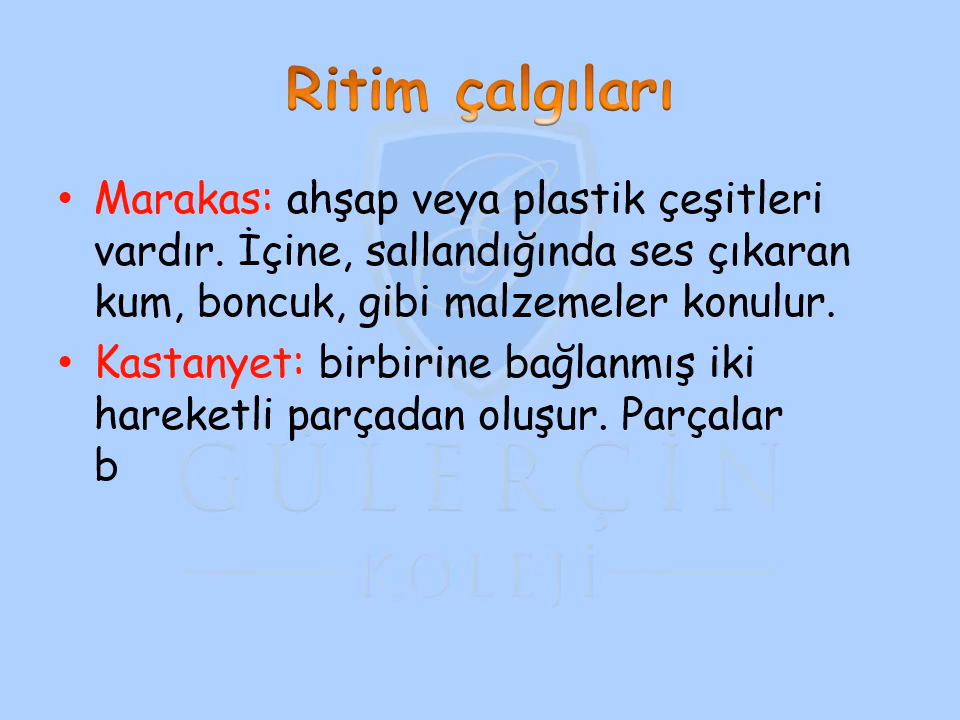 Ritim çalgıları
• Marakas: ahşap veya plastik çeşitleri
vardır. İçine, sallandığında ses çıkaran
kum, boncuk, gibi malzemeler konulur.
• Kastanyet: birbirine bağlanmış iki
hareketli parçadan oluşur. Parçalar
b
GÜLERÇİN
KOLEJİ